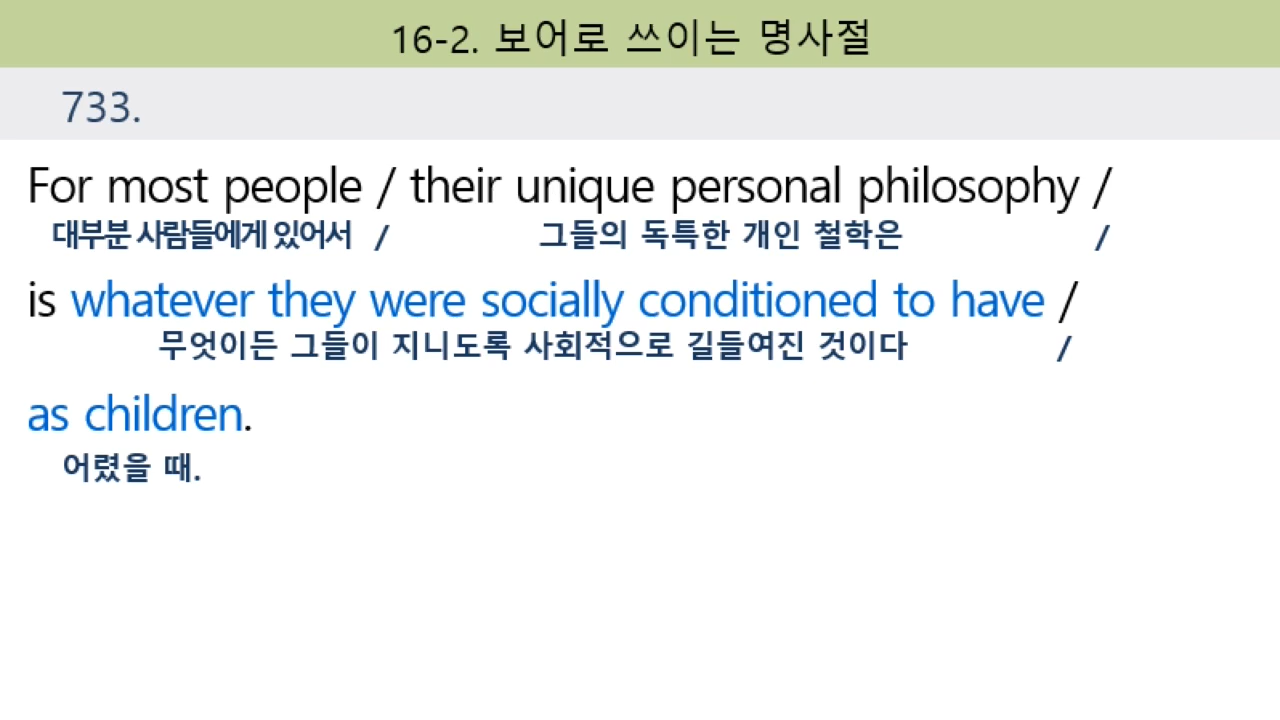 16-2. 보어로 쓰이는 명사절
733.
For most people / their unique personal philosophy /
대부분 사람들에게 있어서 / 그들의 독특한 개인 철학은 /
is whatever they were socially conditioned to have /
무엇이든 그들이 지니도록 사회적으로 길들여진 것이다 /
as children.
어렸을 때.